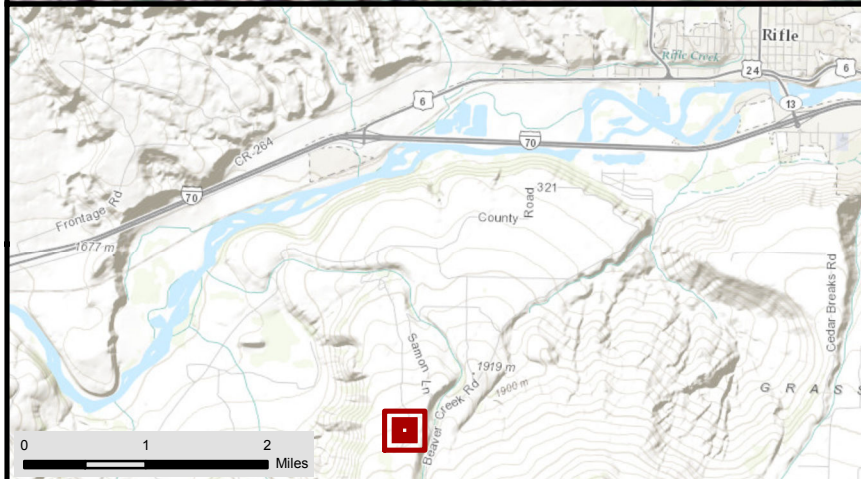 Rifle
Rifle Creek
6
24
6
13
6
70
CR-264
70
Frontage Rd
1677 m
County Road 321
Cedar Breaks Rd
Samon Ln
1919 m
1900 m
Beaver Creek Rd
G R A S S
0 1 2
Miles